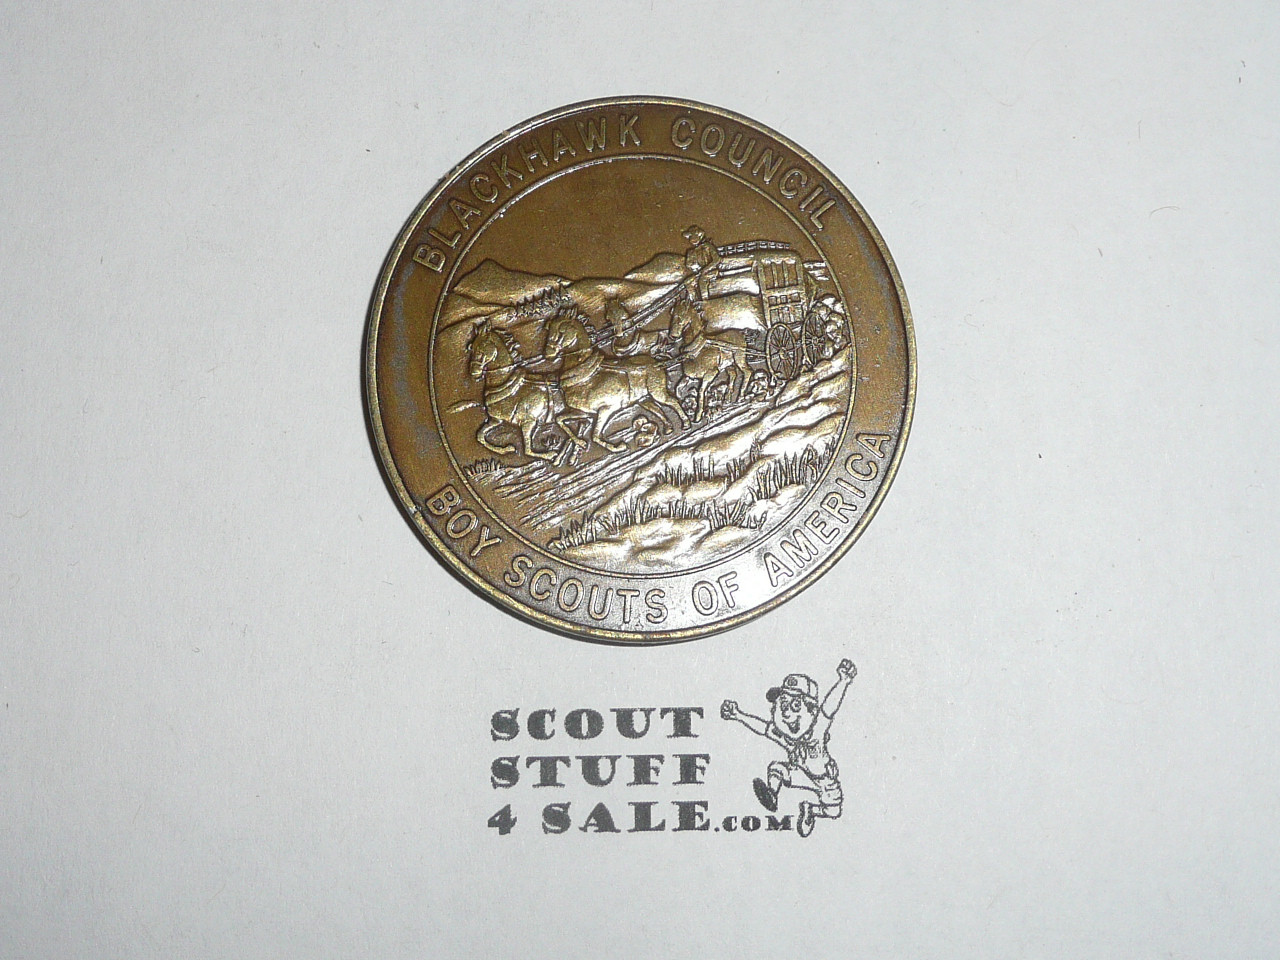 BLACKHAWK COUNCIL
BOY SCOUTS OF AMERICA
SCOUT
STUFF
4 SALE.COM